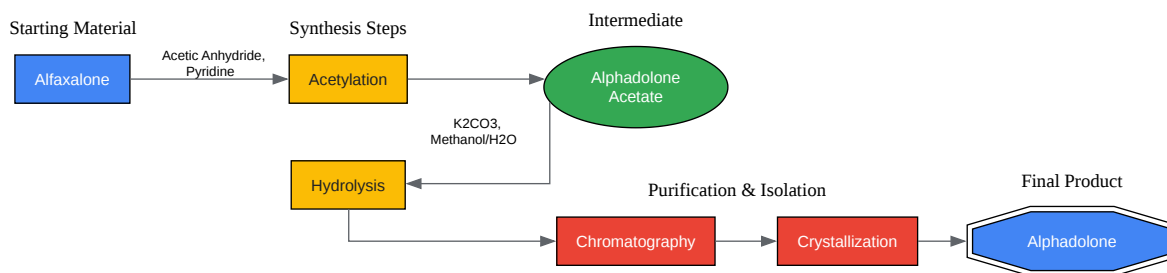 Starting Material
Synthesis Steps
Intermediate
Alfaxalone
Acetic Anhydride,
Pyridine
Acetylation
Alphadolone
Acetate
K2CO3,
Methanol/H2O
Hydrolysis
Purification & Isolation
Final Product
Chromatography
Crystallization
Alphadolone